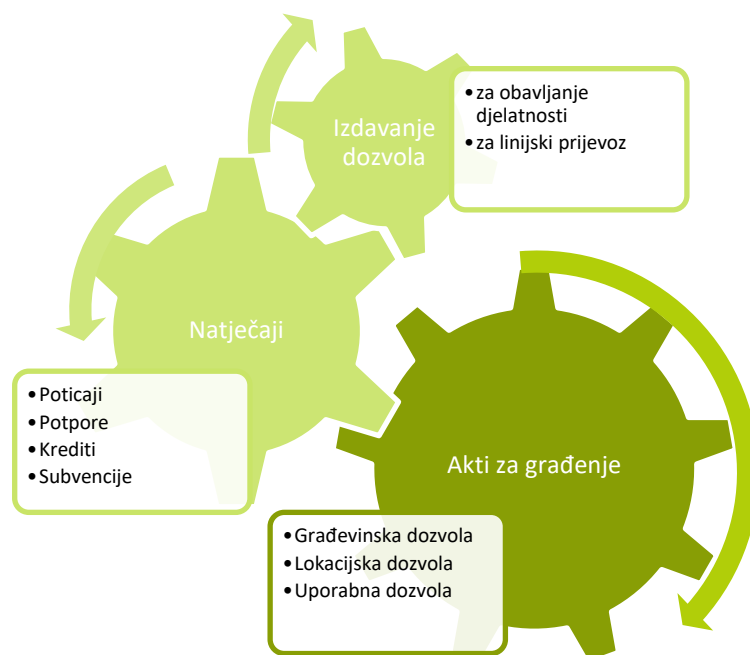 Izdavanje
dozvola
•za obavljanje
djelatnosti
•za linijski prijevoz
Natječaji
•Poticaji
•Potpore
•Krediti
•Subvencije
Akti za građenje
•Građevinska dozvola
•Lokacijska dozvola
•Uporabna dozvola